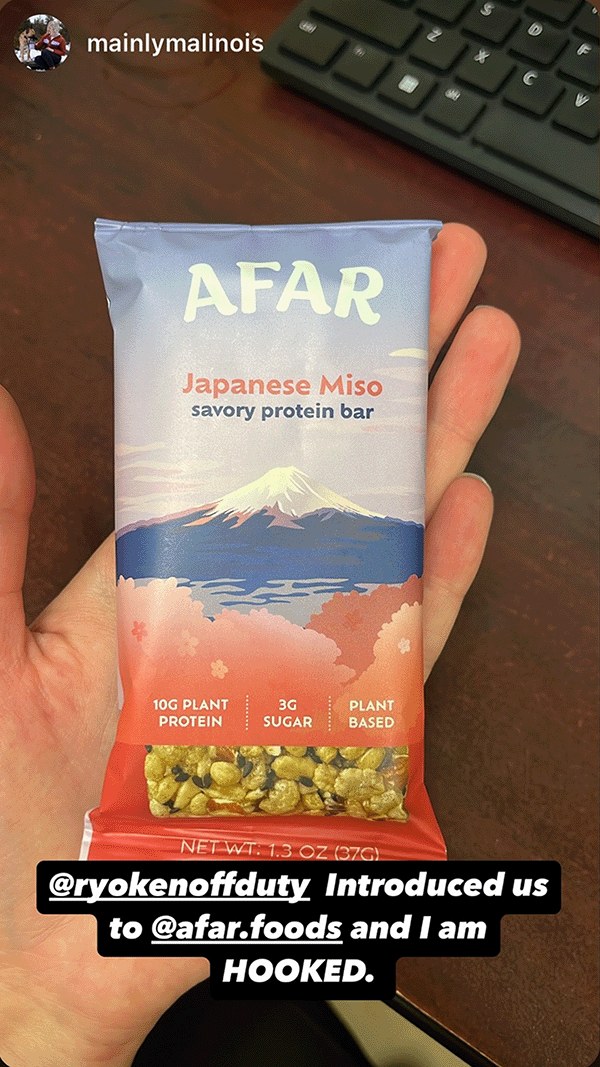 mainlymalinois
S D F
Z X C V
AFAR
Japanese Miso
savory protein bar
10G PLANT
PROTEIN
3G
SUGAR
PLANT
BASED
NET WT: 1.3 OZ (37G)
@ryokenoffduty Introduced us
to @afar.foods and I am
HOOKED.